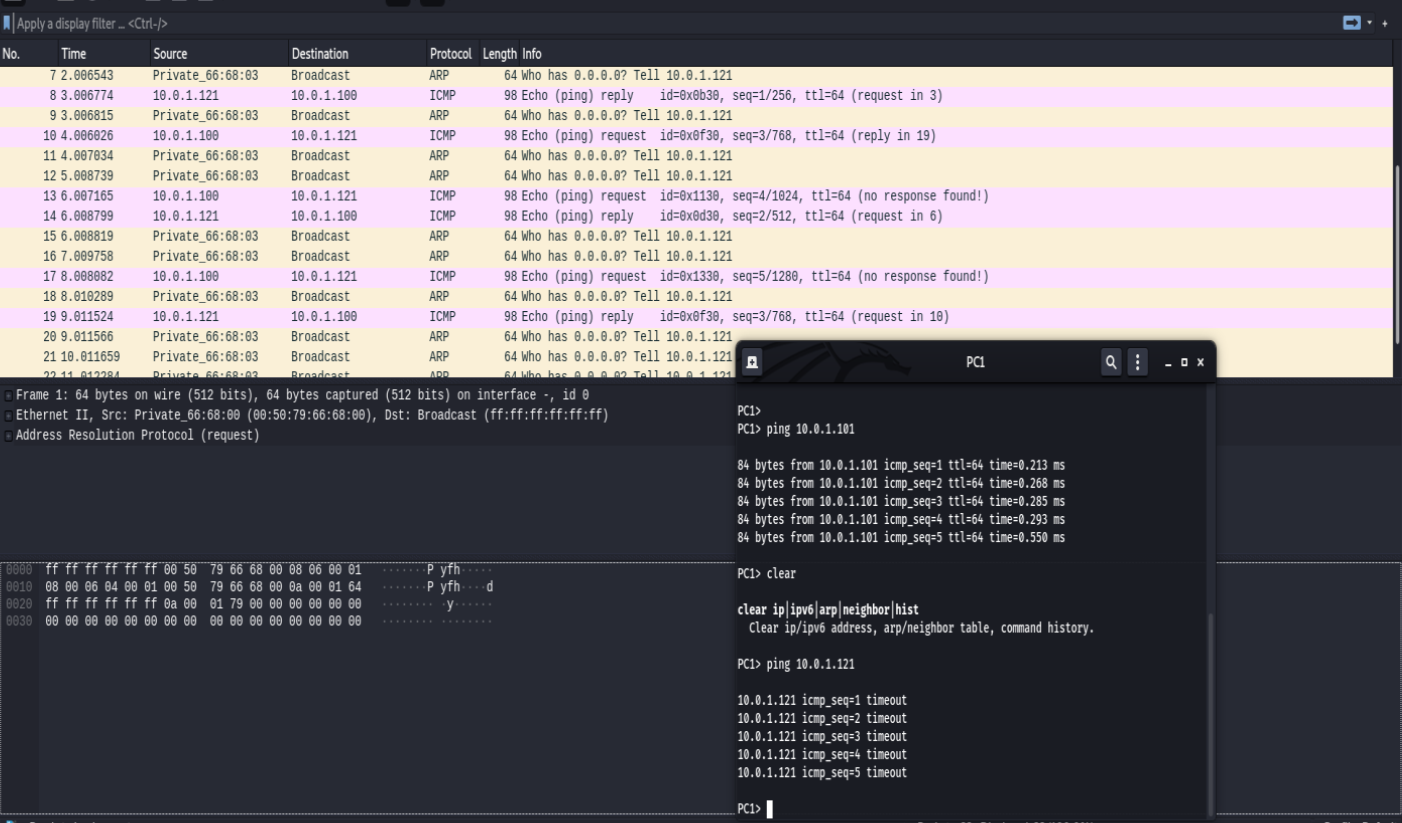 Apply a display filter … <Ctrl-/>
+
No. Time Source Destination Protocol Length Info
7 2.006543 Private_66:68:03 Broadcast ARP 64 Who has 0.0.0.0? Tell 10.0.1.121
8 3.006774 10.0.1.121 10.0.1.100 ICMP 98 Echo (ping) reply id=0x0b30, seq=1/256, ttl=64 (request in 3)
9 3.006815 Private_66:68:03 Broadcast ARP 64 Who has 0.0.0.0? Tell 10.0.1.121
10 4.006026 10.0.1.100 10.0.1.121 ICMP 98 Echo (ping) request id=0x0f30, seq=3/768, ttl=64 (reply in 19)
11 4.007034 Private_66:68:03 Broadcast ARP 64 Who has 0.0.0.0? Tell 10.0.1.121
12 5.008739 Private_66:68:03 Broadcast ARP 64 Who has 0.0.0.0? Tell 10.0.1.121
13 6.007165 10.0.1.100 10.0.1.121 ICMP 98 Echo (ping) request id=0x1130, seq=4/1024, ttl=64 (no response found!)
14 6.008799 10.0.1.121 10.0.1.100 ICMP 98 Echo (ping) reply id=0x0d30, seq=2/512, ttl=64 (request in 6)
15 6.008819 Private_66:68:03 Broadcast ARP 64 Who has 0.0.0.0? Tell 10.0.1.121
16 7.009758 Private_66:68:03 Broadcast ARP 64 Who has 0.0.0.0? Tell 10.0.1.121
17 8.008082 10.0.1.100 10.0.1.121 ICMP 98 Echo (ping) request id=0x1330, seq=5/1280, ttl=64 (no response found!)
18 8.010289 Private_66:68:03 Broadcast ARP 64 Who has 0.0.0.0? Tell 10.0.1.121
19 9.011524 10.0.1.121 10.0.1.100 ICMP 98 Echo (ping) reply id=0x0f30, seq=3/768, ttl=64 (request in 10)
20 9.011566 Private_66:68:03 Broadcast ARP 64 Who has 0.0.0.0? Tell 10.0.1.121
21 10.011659 Private_66:68:03 Broadcast ARP 64 Who has 0.0.0.0? Tell 10.0.1.121
22 11.012284 Private_66:68:03 Broadcast ARP 64 Who has 0.0.0.0? Tell 10.0.1.121
Frame 1: 64 bytes on wire (512 bits), 64 bytes captured (512 bits) on interface -, id 0
Ethernet II, Src: Private_66:68:00 (00:50:79:66:68:00), Dst: Broadcast (ff:ff:ff:ff:ff:ff)
Address Resolution Protocol (request)
0000 ff ff ff ff ff ff 00 50 79 66 68 00 08 06 00 01 ·······P yfh·····
0010 08 00 06 04 00 01 00 50 79 66 68 00 0a 00 01 64 ·······P yfh····d
0020 ff ff ff ff ff ff 0a 00 01 79 00 00 00 00 00 00 ········ ·y······
0030 00 00 00 00 00 00 00 00 00 00 00 00 00 00 00 00 ········ ········
PC1
PC1>
PC1> ping 10.0.1.101
84 bytes from 10.0.1.101 icmp_seq=1 ttl=64 time=0.213 ms
84 bytes from 10.0.1.101 icmp_seq=2 ttl=64 time=0.268 ms
84 bytes from 10.0.1.101 icmp_seq=3 ttl=64 time=0.285 ms
84 bytes from 10.0.1.101 icmp_seq=4 ttl=64 time=0.293 ms
84 bytes from 10.0.1.101 icmp_seq=5 ttl=64 time=0.550 ms
PC1> clear
clear ip|ipv6|arp|neighbor|hist
Clear ip/ipv6 address, arp/neighbor table, command history.
PC1> ping 10.0.1.121
10.0.1.121 icmp_seq=1 timeout
10.0.1.121 icmp_seq=2 timeout
10.0.1.121 icmp_seq=3 timeout
10.0.1.121 icmp_seq=4 timeout
10.0.1.121 icmp_seq=5 timeout
PC1>